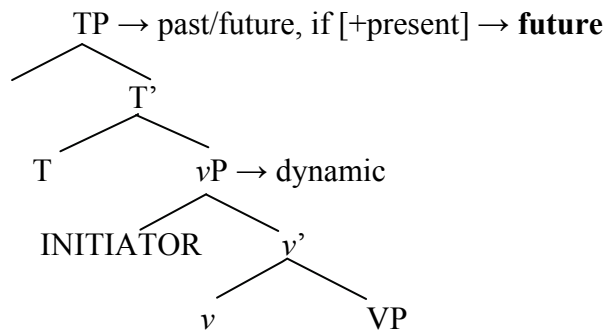 TP → past/future, if [+present] → future
T’
T vP → dynamic
INITIATOR v’
v VP